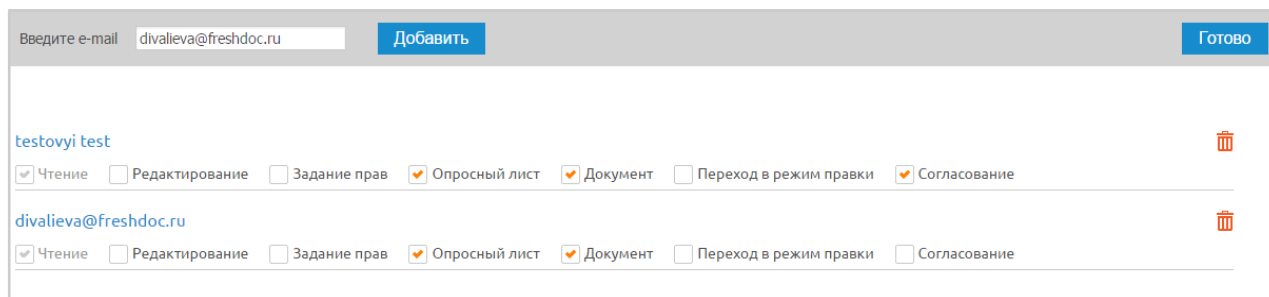 Введите e-mail divalieva@freshdoc.ru Добавить Готово
testovyi test
Чтение Редактирование Задание прав Опросный лист Документ Переход в режим правки Согласование
divalieva@freshdoc.ru
Чтение Редактирование Задание прав Опросный лист Документ Переход в режим правки Согласование